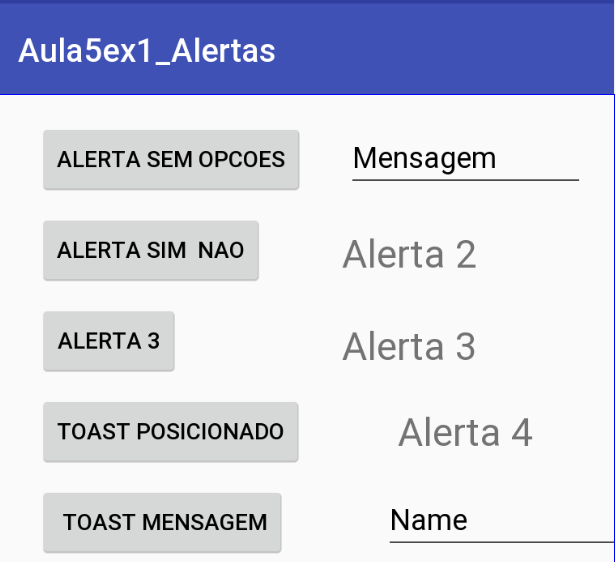 Aula5ex1_Alertas
ALERTA SEM OPCOES
Mensagem
ALERTA SIM  NAO
Alerta 2
ALERTA 3
Alerta 3
TOAST POSICIONADO
Alerta 4
TOAST MENSAGEM
Name